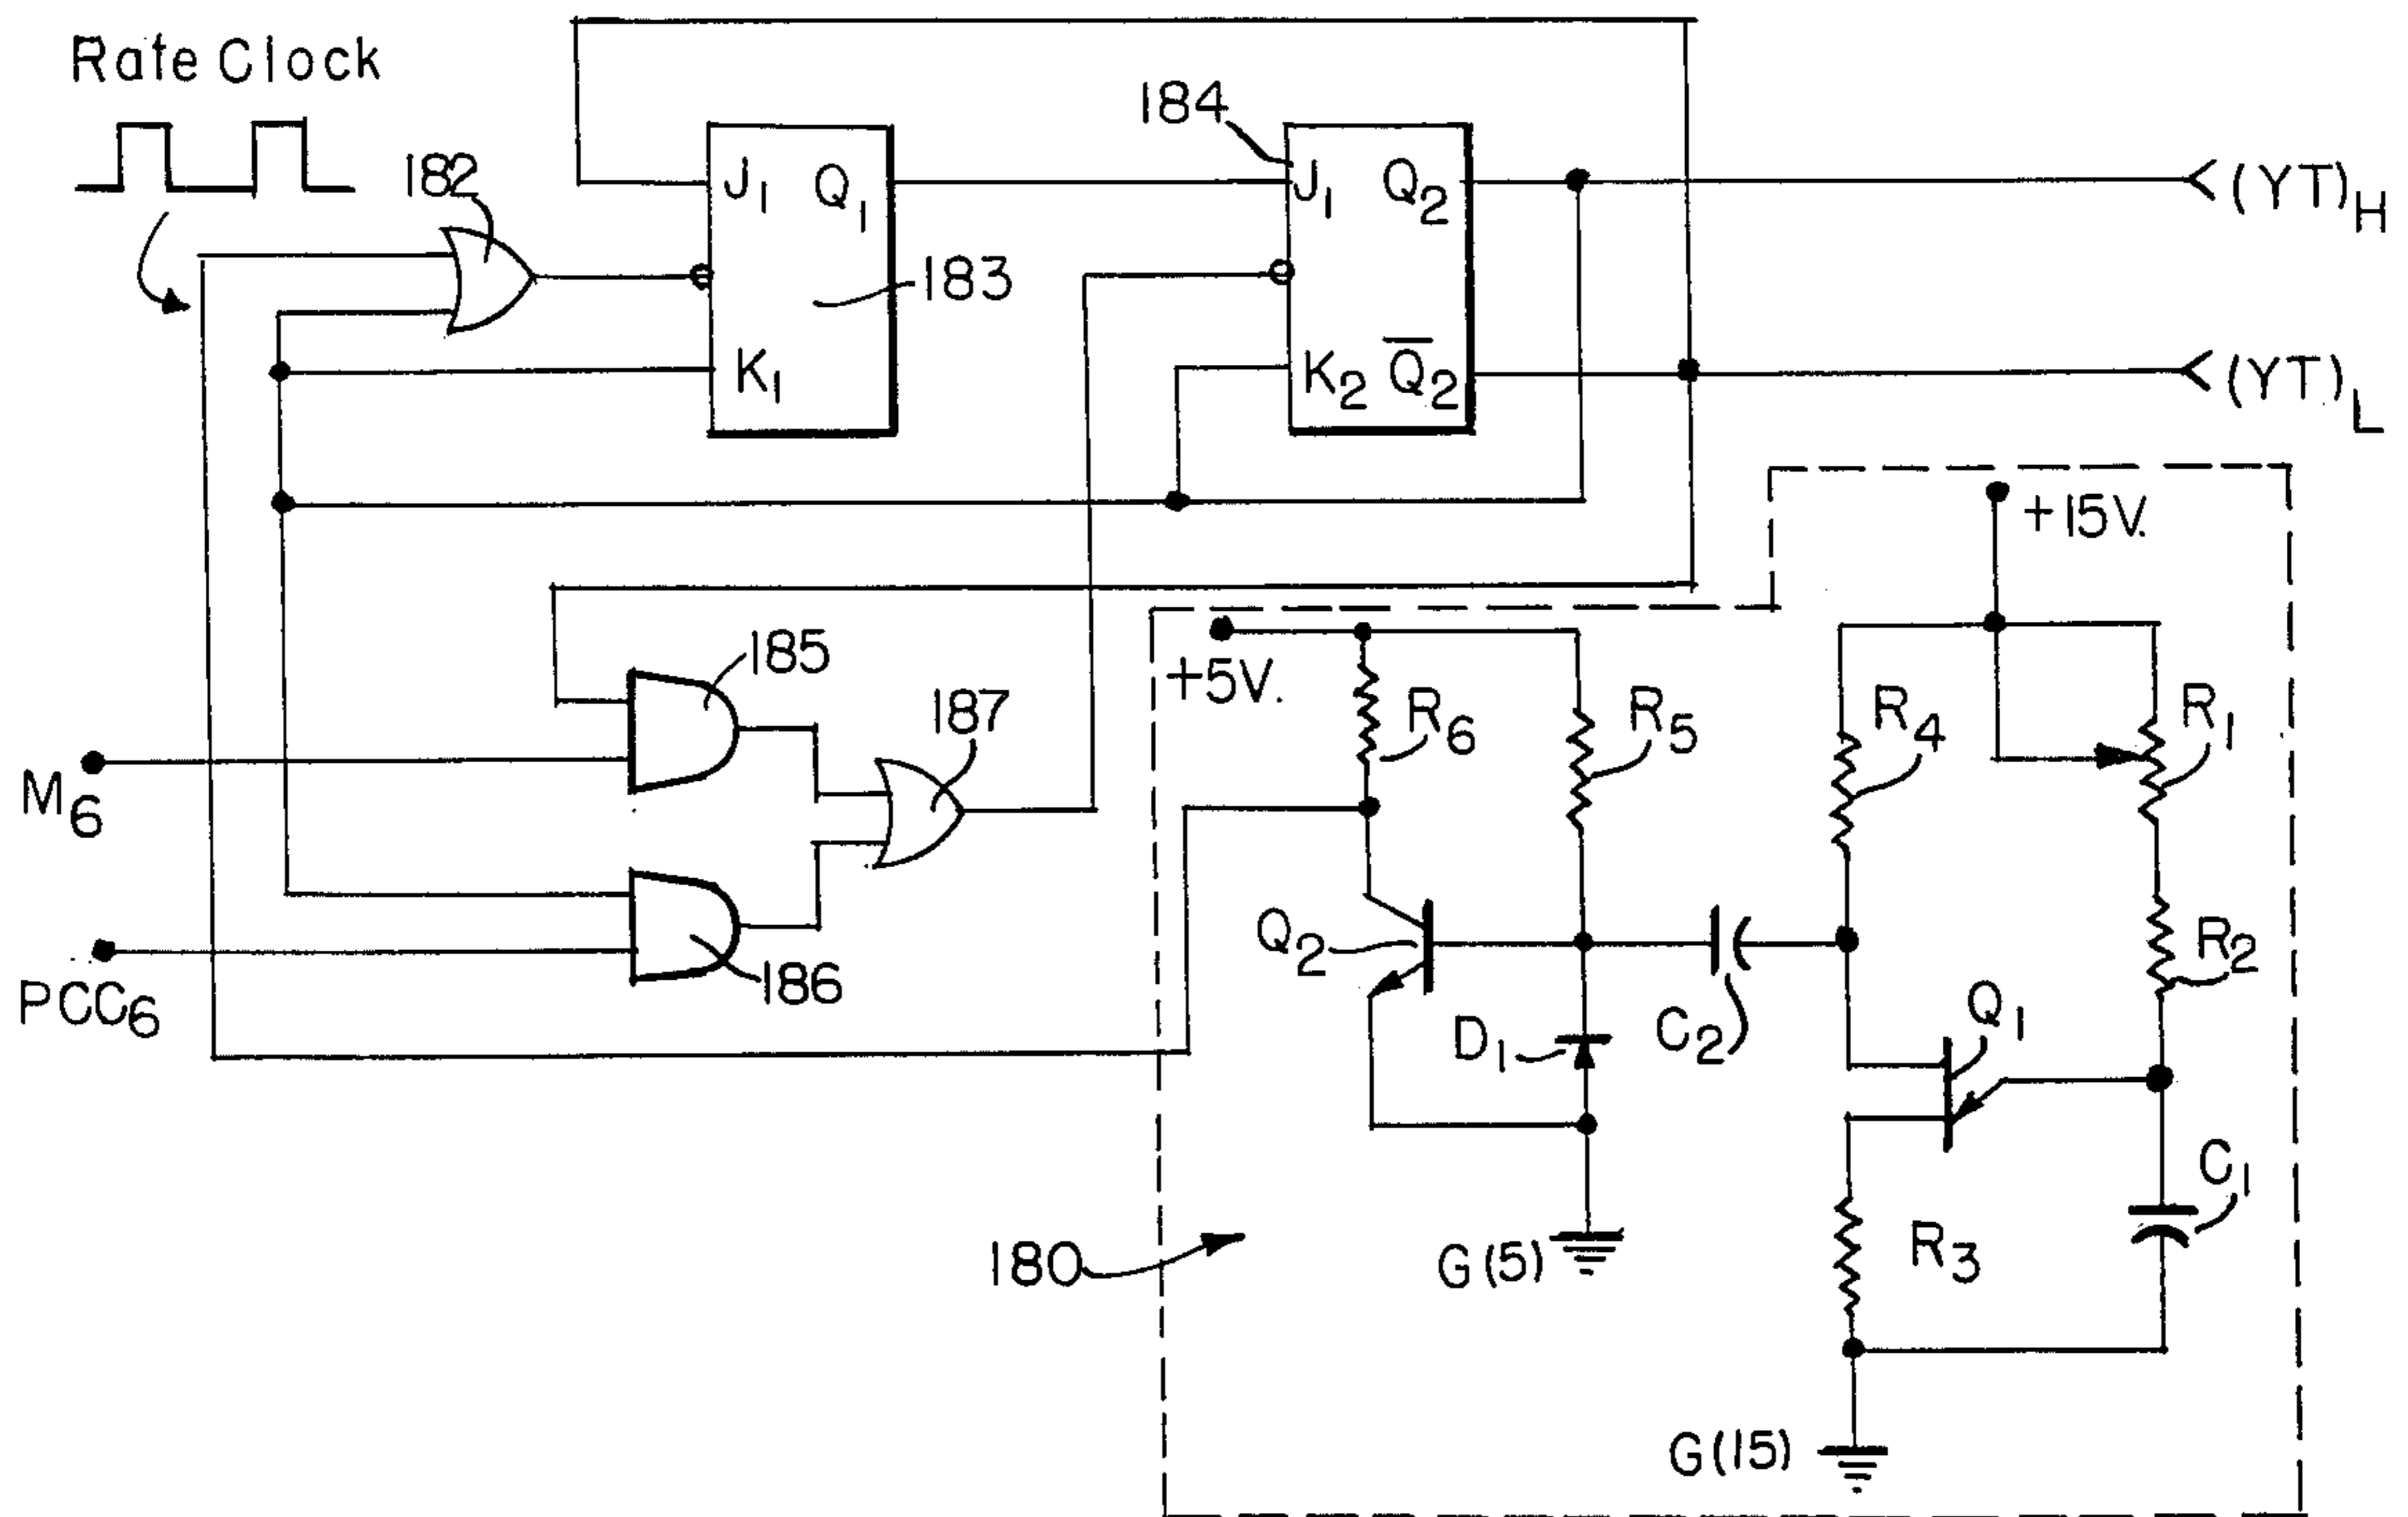 Rate Clock
182
184
J1 Q1
J1 Q2
(YT)H
183
K1
K2 Q̅2
(YT)L
+15V.
185
+5V.
187
R6
R5
R4
R1
M6
Q2
R2
186
PCC6
D1
C2
Q1
C1
180
G(5)
R3
G(15)